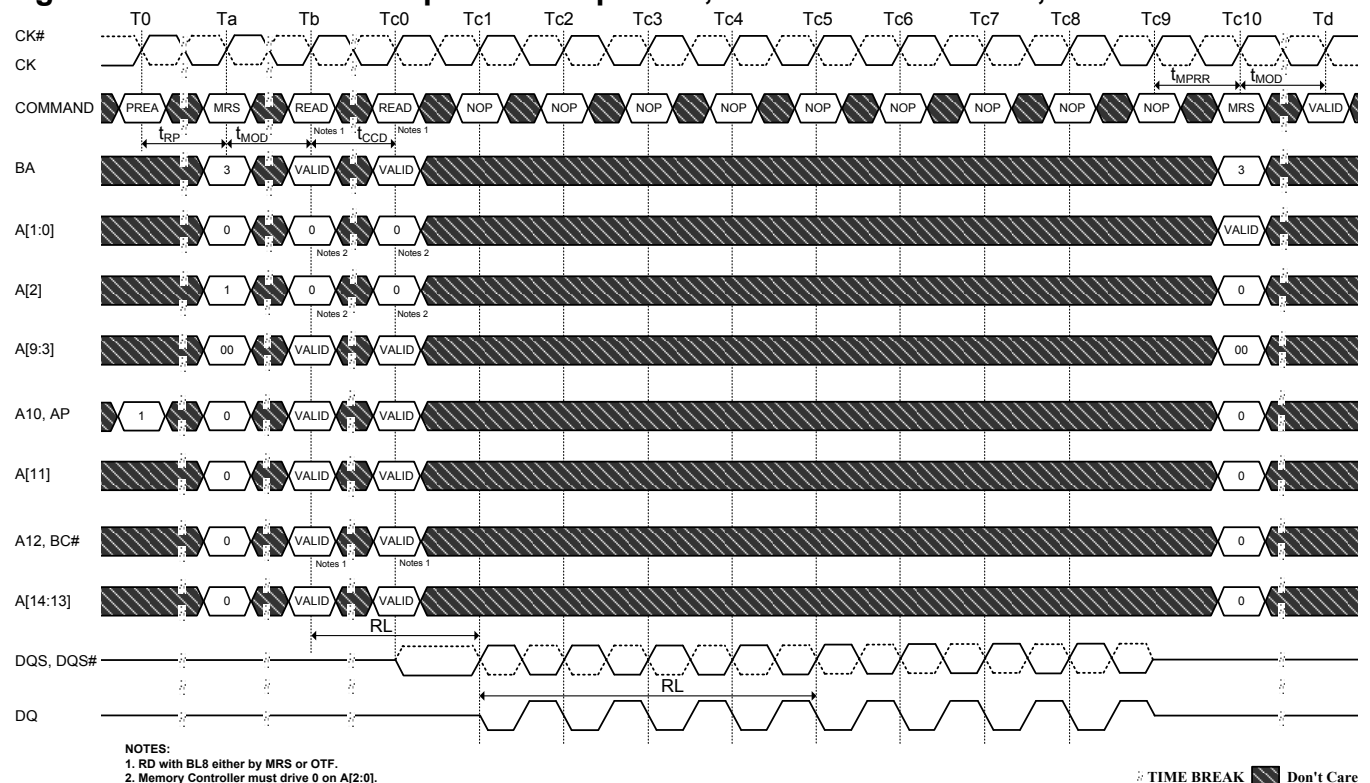 T0 Ta Tb Tc0 Tc1 Tc2 Tc3 Tc4 Tc5 Tc6 Tc7 Tc8 Tc9 Tc10 Td
CK#
CK
tMPRR tMOD
COMMAND PREA MRS READ READ NOP NOP NOP NOP NOP NOP NOP NOP NOP MRS VALID
tRP tMOD Notes 1 tCCD Notes 1
BA 3 VALID VALID 3
A[1:0] 0 0 0 VALID
Notes 2 Notes 2
A[2] 1 0 0 0
Notes 2 Notes 2
A[9:3] 00 VALID VALID 00
A10, AP 1 0 VALID VALID 0
A[11] 0 VALID VALID 0
A12, BC# 0 VALID VALID 0
Notes 1 Notes 1
A[14:13] 0 VALID VALID 0
RL
DQS, DQS#
RL
DQ
NOTES:
1. RD with BL8 either by MRS or OTF.
2. Memory Controller must drive 0 on A[2:0].
TIME BREAK Don't Care